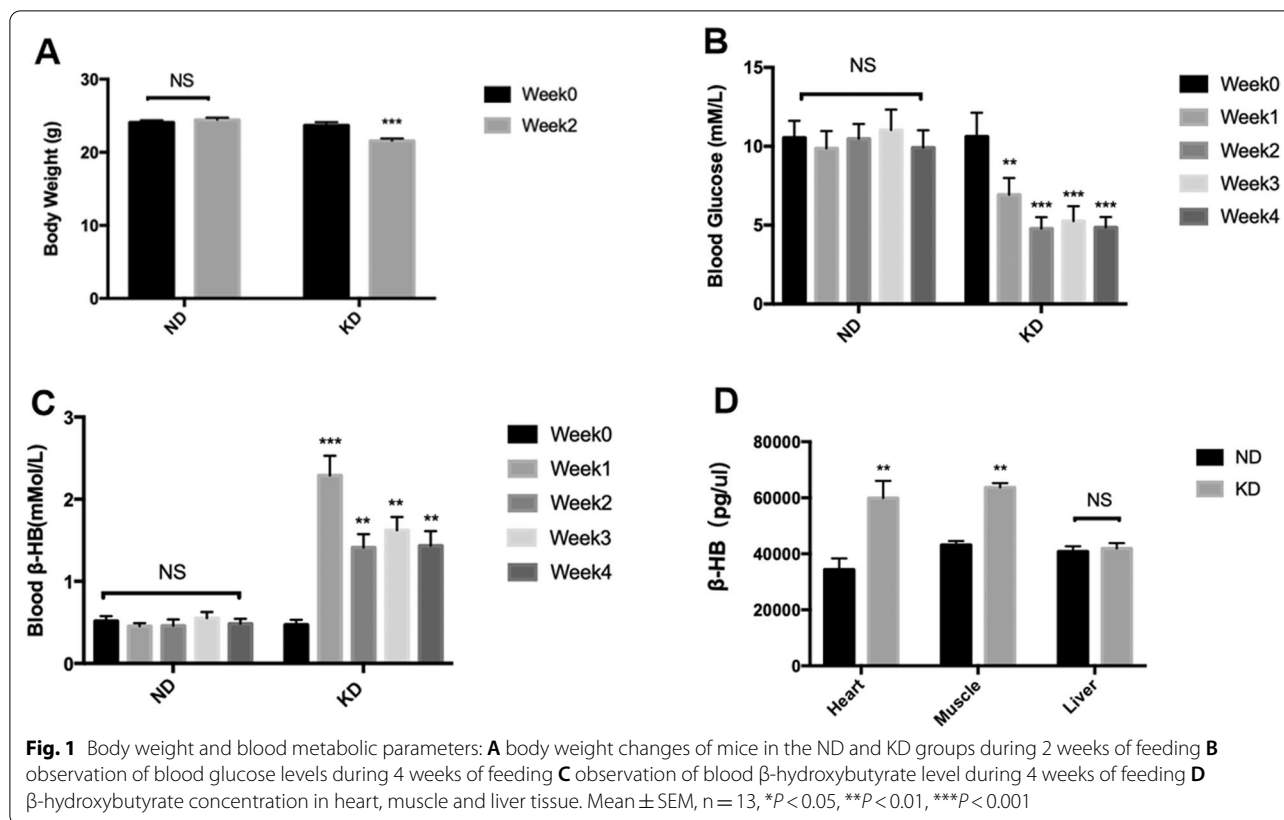 A
Body Weight (g)
30
20
10
0
NS
***
ND
KD
Week0
Week2
B
Blood Glucose (mM/L)
15
10
5
0
NS
**
***
***
***
ND
KD
Week0
Week1
Week2
Week3
Week4
C
Blood β-HB(mMol/L)
3
2
1
0
NS
***
**
**
**
ND
KD
Week0
Week1
Week2
Week3
Week4
D
β-HB (pg/ul)
80000
60000
40000
20000
0
**
**
NS
Heart
Muscle
Liver
ND
KD
Fig. 1 Body weight and blood metabolic parameters: A body weight changes of mice in the ND and KD groups during 2 weeks of feeding B
observation of blood glucose levels during 4 weeks of feeding C observation of blood β-hydroxybutyrate level during 4 weeks of feeding D
β-hydroxybutyrate concentration in heart, muscle and liver tissue. Mean ± SEM, n = 13, *P < 0.05, **P < 0.01, ***P < 0.001